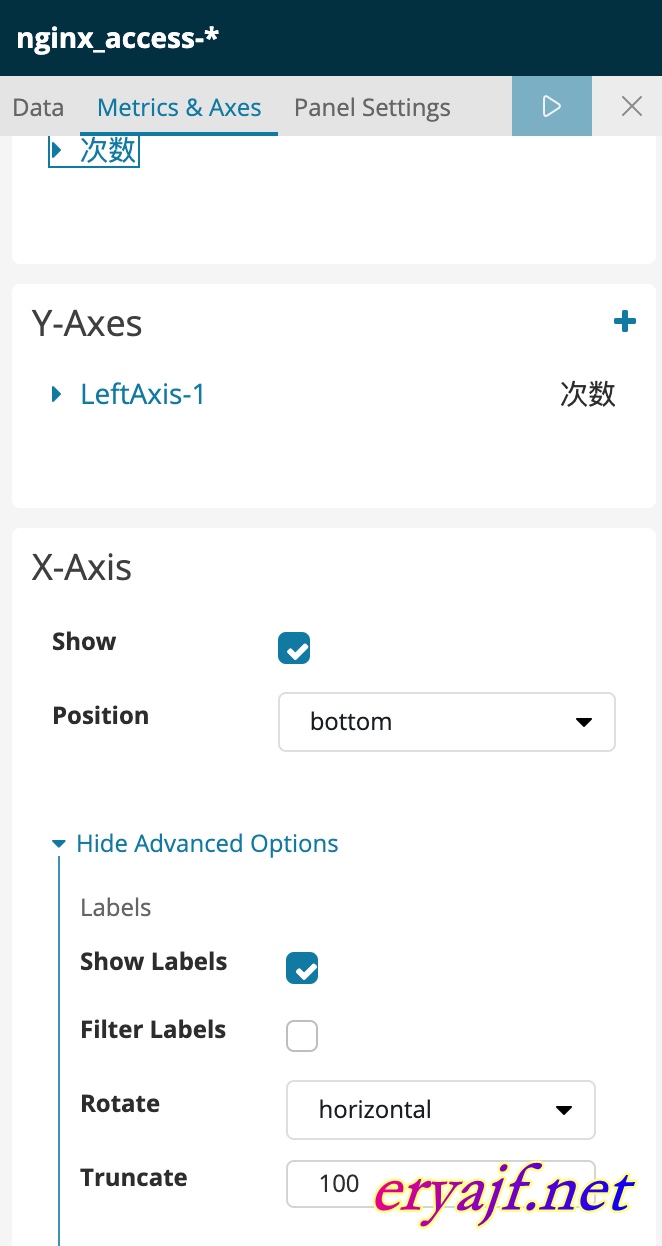 nginx_access-*
Data Metrics & Axes Panel Settings
次数
Y-Axes
LeftAxis-1 次数
X-Axis
Show
Position bottom
Hide Advanced Options
Labels
Show Labels
Filter Labels
Rotate horizontal
Truncate 100
eryajf.net